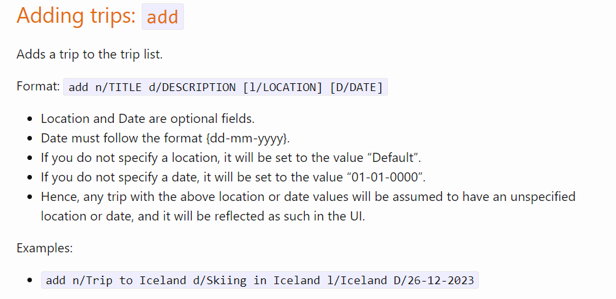 Adding trips: add
Adds a trip to the trip list.
Format: add n/TITLE d/DESCRIPTION [l/LOCATION] [D/DATE]
• Location and Date are optional fields.
• Date must follow the format {dd-mm-yyyy}.
• If you do not specify a location, it will be set to the value “Default”.
• If you do not specify a date, it will be set to the value “01-01-0000”.
• Hence, any trip with the above location or date values will be assumed to have an unspecified
location or date, and it will be reflected as such in the UI.
Examples:
• add n/Trip to Iceland d/Skiing in Iceland l/Iceland D/26-12-2023